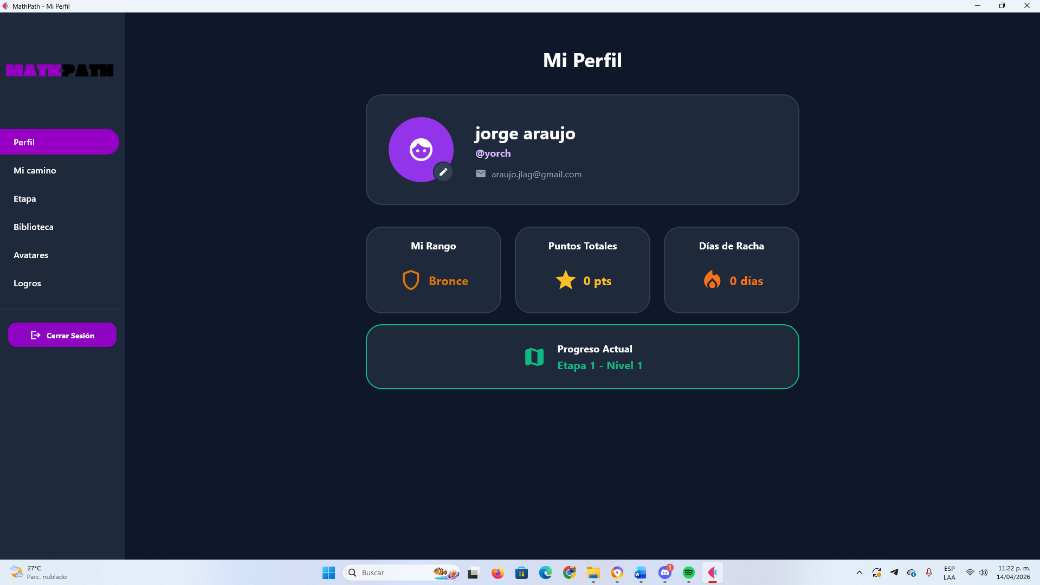 MathPath - Mi Perfil
MATHPATH
Perfil
Mi camino
Etapa
Biblioteca
Avatares
Logros
Cerrar Sesión
Mi Perfil
jorge araujo
@yorch
araujo.jlag@gmail.com
Mi Rango
Bronce
Puntos Totales
0 pts
Días de Racha
0 días
Progreso Actual
Etapa 1 - Nivel 1
27°C
Parc. nublado
Buscar
ESP
LAA
11:22 p. m.
14/04/2026